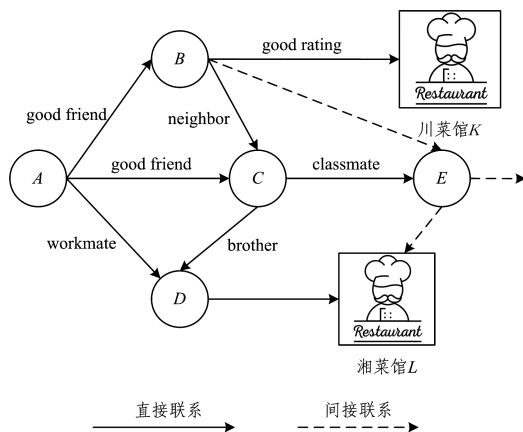 B
good rating
Restaurant
good friend
neighbor
川菜馆K
A
good friend
C
classmate
E
workmate
brother
D
Restaurant
湘菜馆L
直接联系
间接联系